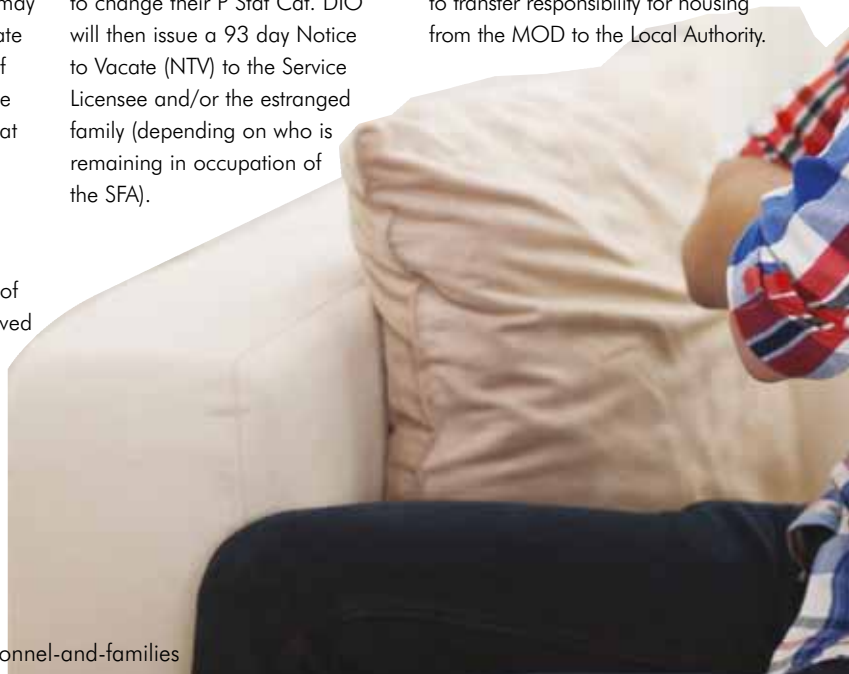 may
ate
f
e
at
of
ved
to change their P Stat Cat. DIO
will then issue a 93 day Notice
to Vacate (NTV) to the Service
Licensee and/or the estranged
family (depending on who is
remaining in occupation of
the SFA).
to transfer responsibility for housing
from the MOD to the Local Authority.
onnel-and-families